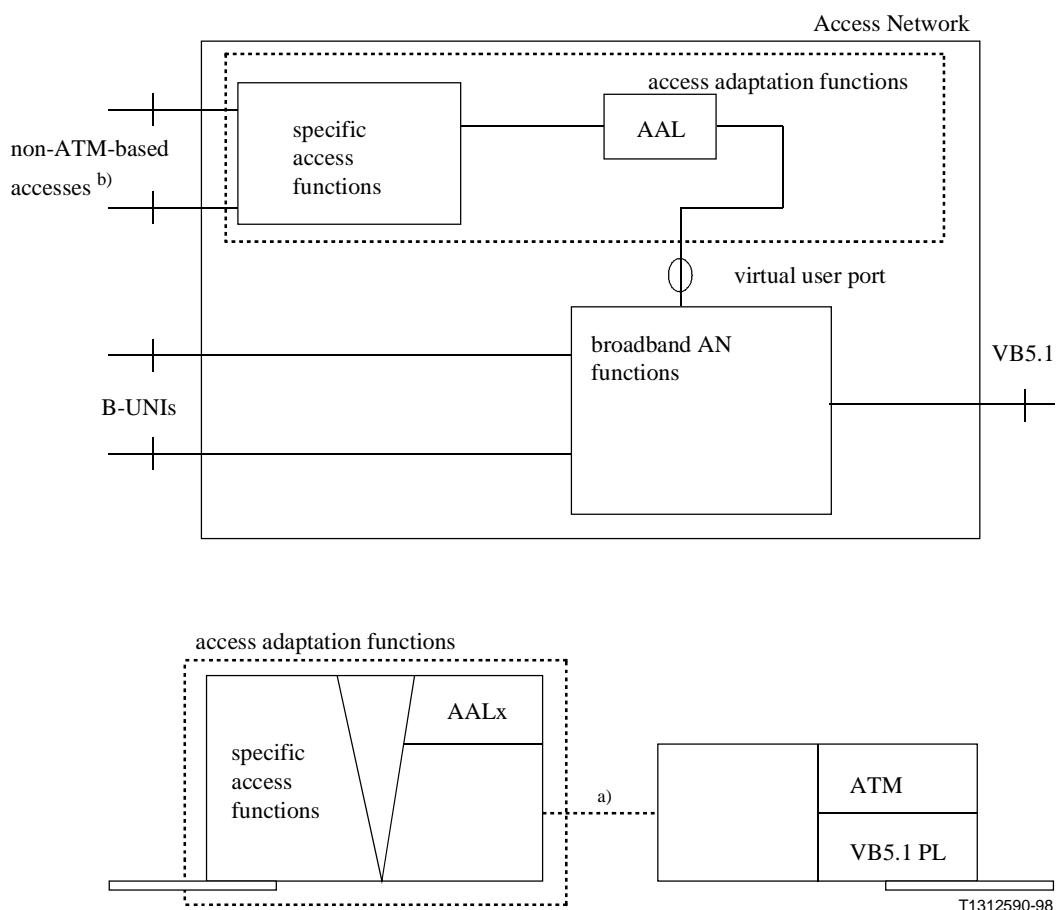 Access Network
access adaptation functions
specific
access
functions
AAL
non-ATM-based
accesses b)
virtual user port
broadband AN
functions
VB5.1
B-UNIs
access adaptation functions
AALx
specific
access
functions
a)
ATM
VB5.1 PL
T1312590-98